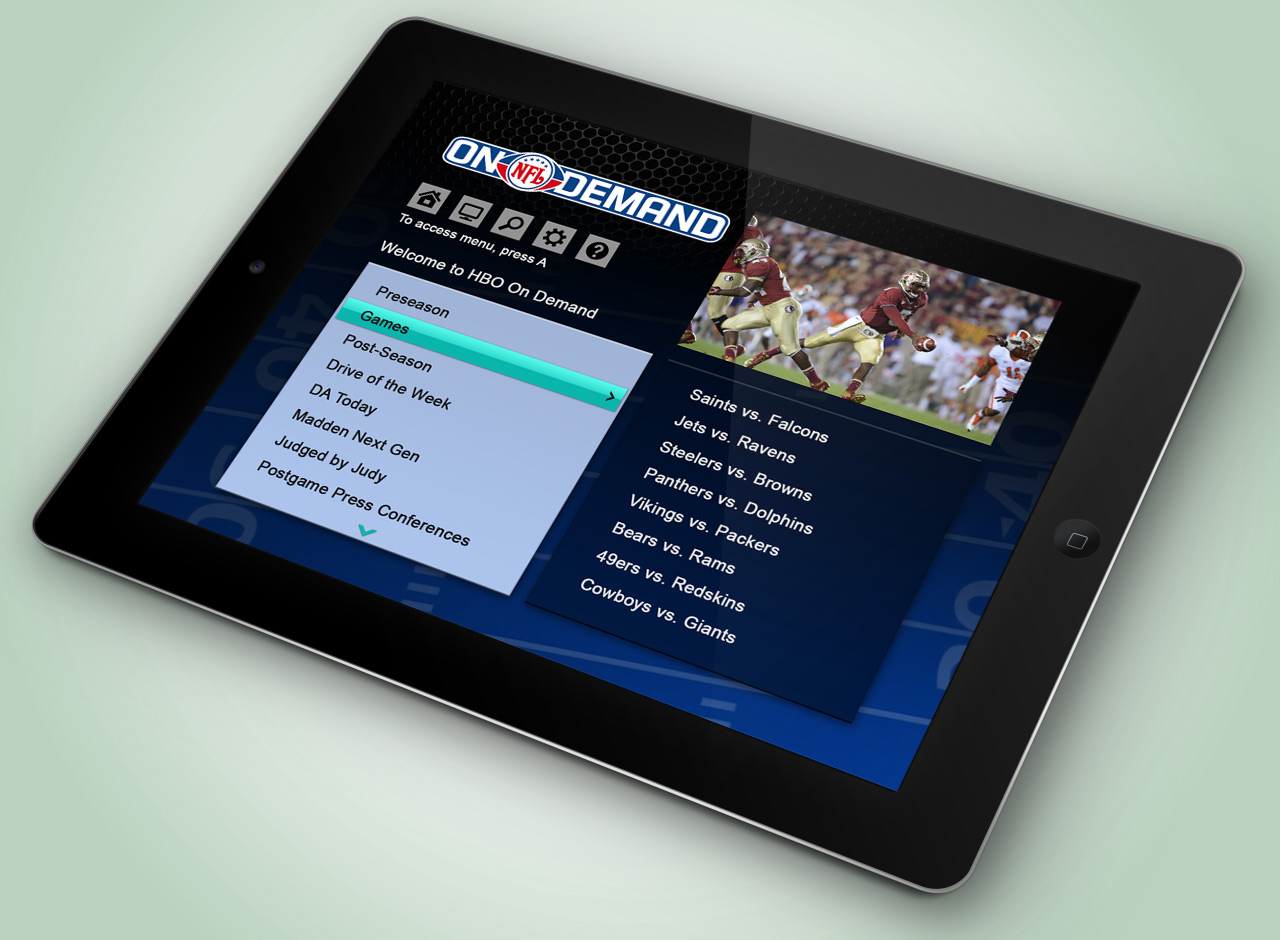 ON NFL DEMAND
To access menu, press A
Welcome to HBO On Demand
Preseason
Games
Post-Season
Drive of the Week
DA Today
Madden Next Gen
Judged by Judy
Postgame Press Conferences
Saints vs. Falcons
Jets vs. Ravens
Steelers vs. Browns
Panthers vs. Dolphins
Vikings vs. Packers
Bears vs. Rams
49ers vs. Redskins
Cowboys vs. Giants